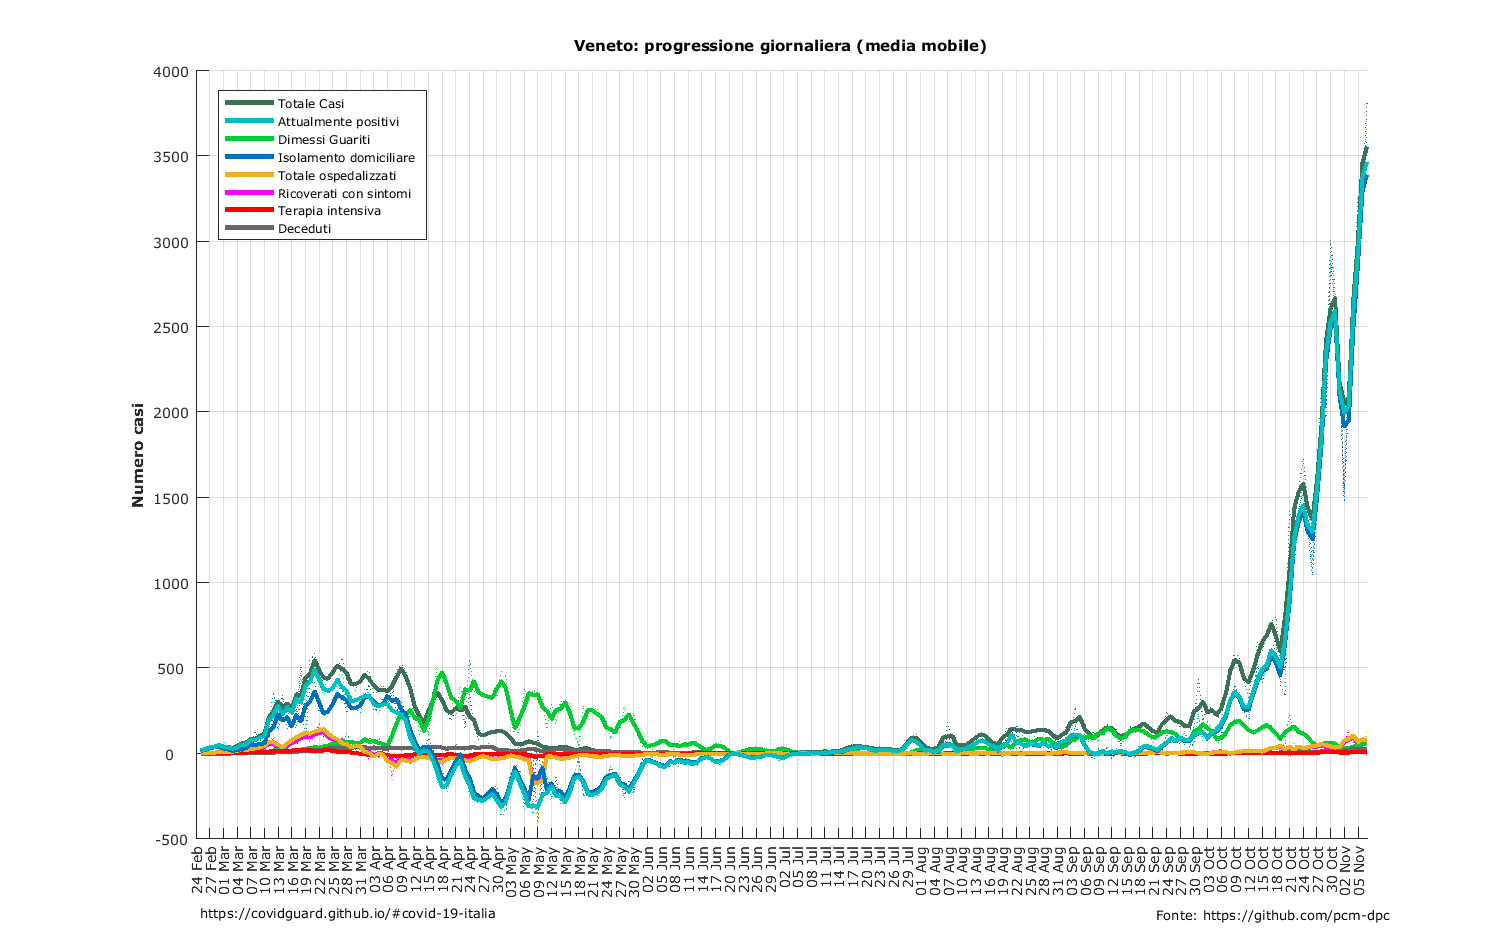 Veneto: progressione giornaliera (media mobile)
4000
3500
3000
2500
2000
1500
1000
500
0
-500
Numero casi
Totale Casi
Attualmente positivi
Dimessi Guariti
Isolamento domiciliare
Totale ospedalizzati
Ricoverati con sintomi
Terapia intensiva
Deceduti
24 Feb
27 Feb
01 Mar
04 Mar
07 Mar
10 Mar
13 Mar
16 Mar
19 Mar
22 Mar
25 Mar
28 Mar
31 Mar
03 Apr
06 Apr
09 Apr
12 Apr
15 Apr
18 Apr
21 Apr
24 Apr
27 Apr
30 Apr
03 May
06 May
09 May
12 May
15 May
18 May
21 May
24 May
27 May
30 May
02 Jun
05 Jun
08 Jun
11 Jun
14 Jun
17 Jun
20 Jun
23 Jun
26 Jun
29 Jun
02 Jul
05 Jul
08 Jul
11 Jul
14 Jul
17 Jul
20 Jul
23 Jul
26 Jul
29 Jul
01 Aug
04 Aug
07 Aug
10 Aug
13 Aug
16 Aug
19 Aug
22 Aug
25 Aug
28 Aug
31 Aug
03 Sep
06 Sep
09 Sep
12 Sep
15 Sep
18 Sep
21 Sep
24 Sep
27 Sep
30 Sep
03 Oct
06 Oct
09 Oct
12 Oct
15 Oct
18 Oct
21 Oct
24 Oct
27 Oct
30 Oct
02 Nov
05 Nov
https://covidguard.github.io/#covid-19-italia
Fonte: https://github.com/pcm-dpc